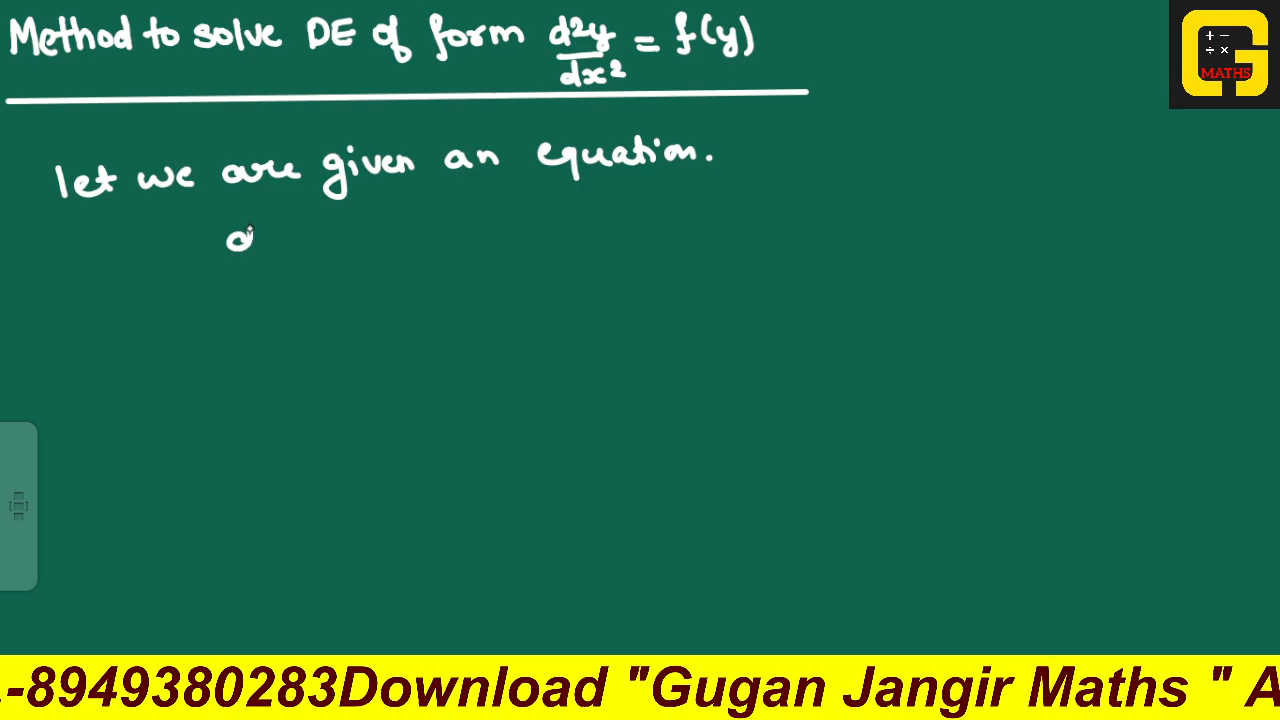 Method to solve DE of form d2y/dx2 = f(y)
+ −
÷ ×
MATHS
let we are given an equation.
d
-8949380283Download "Gugan Jangir Maths " A